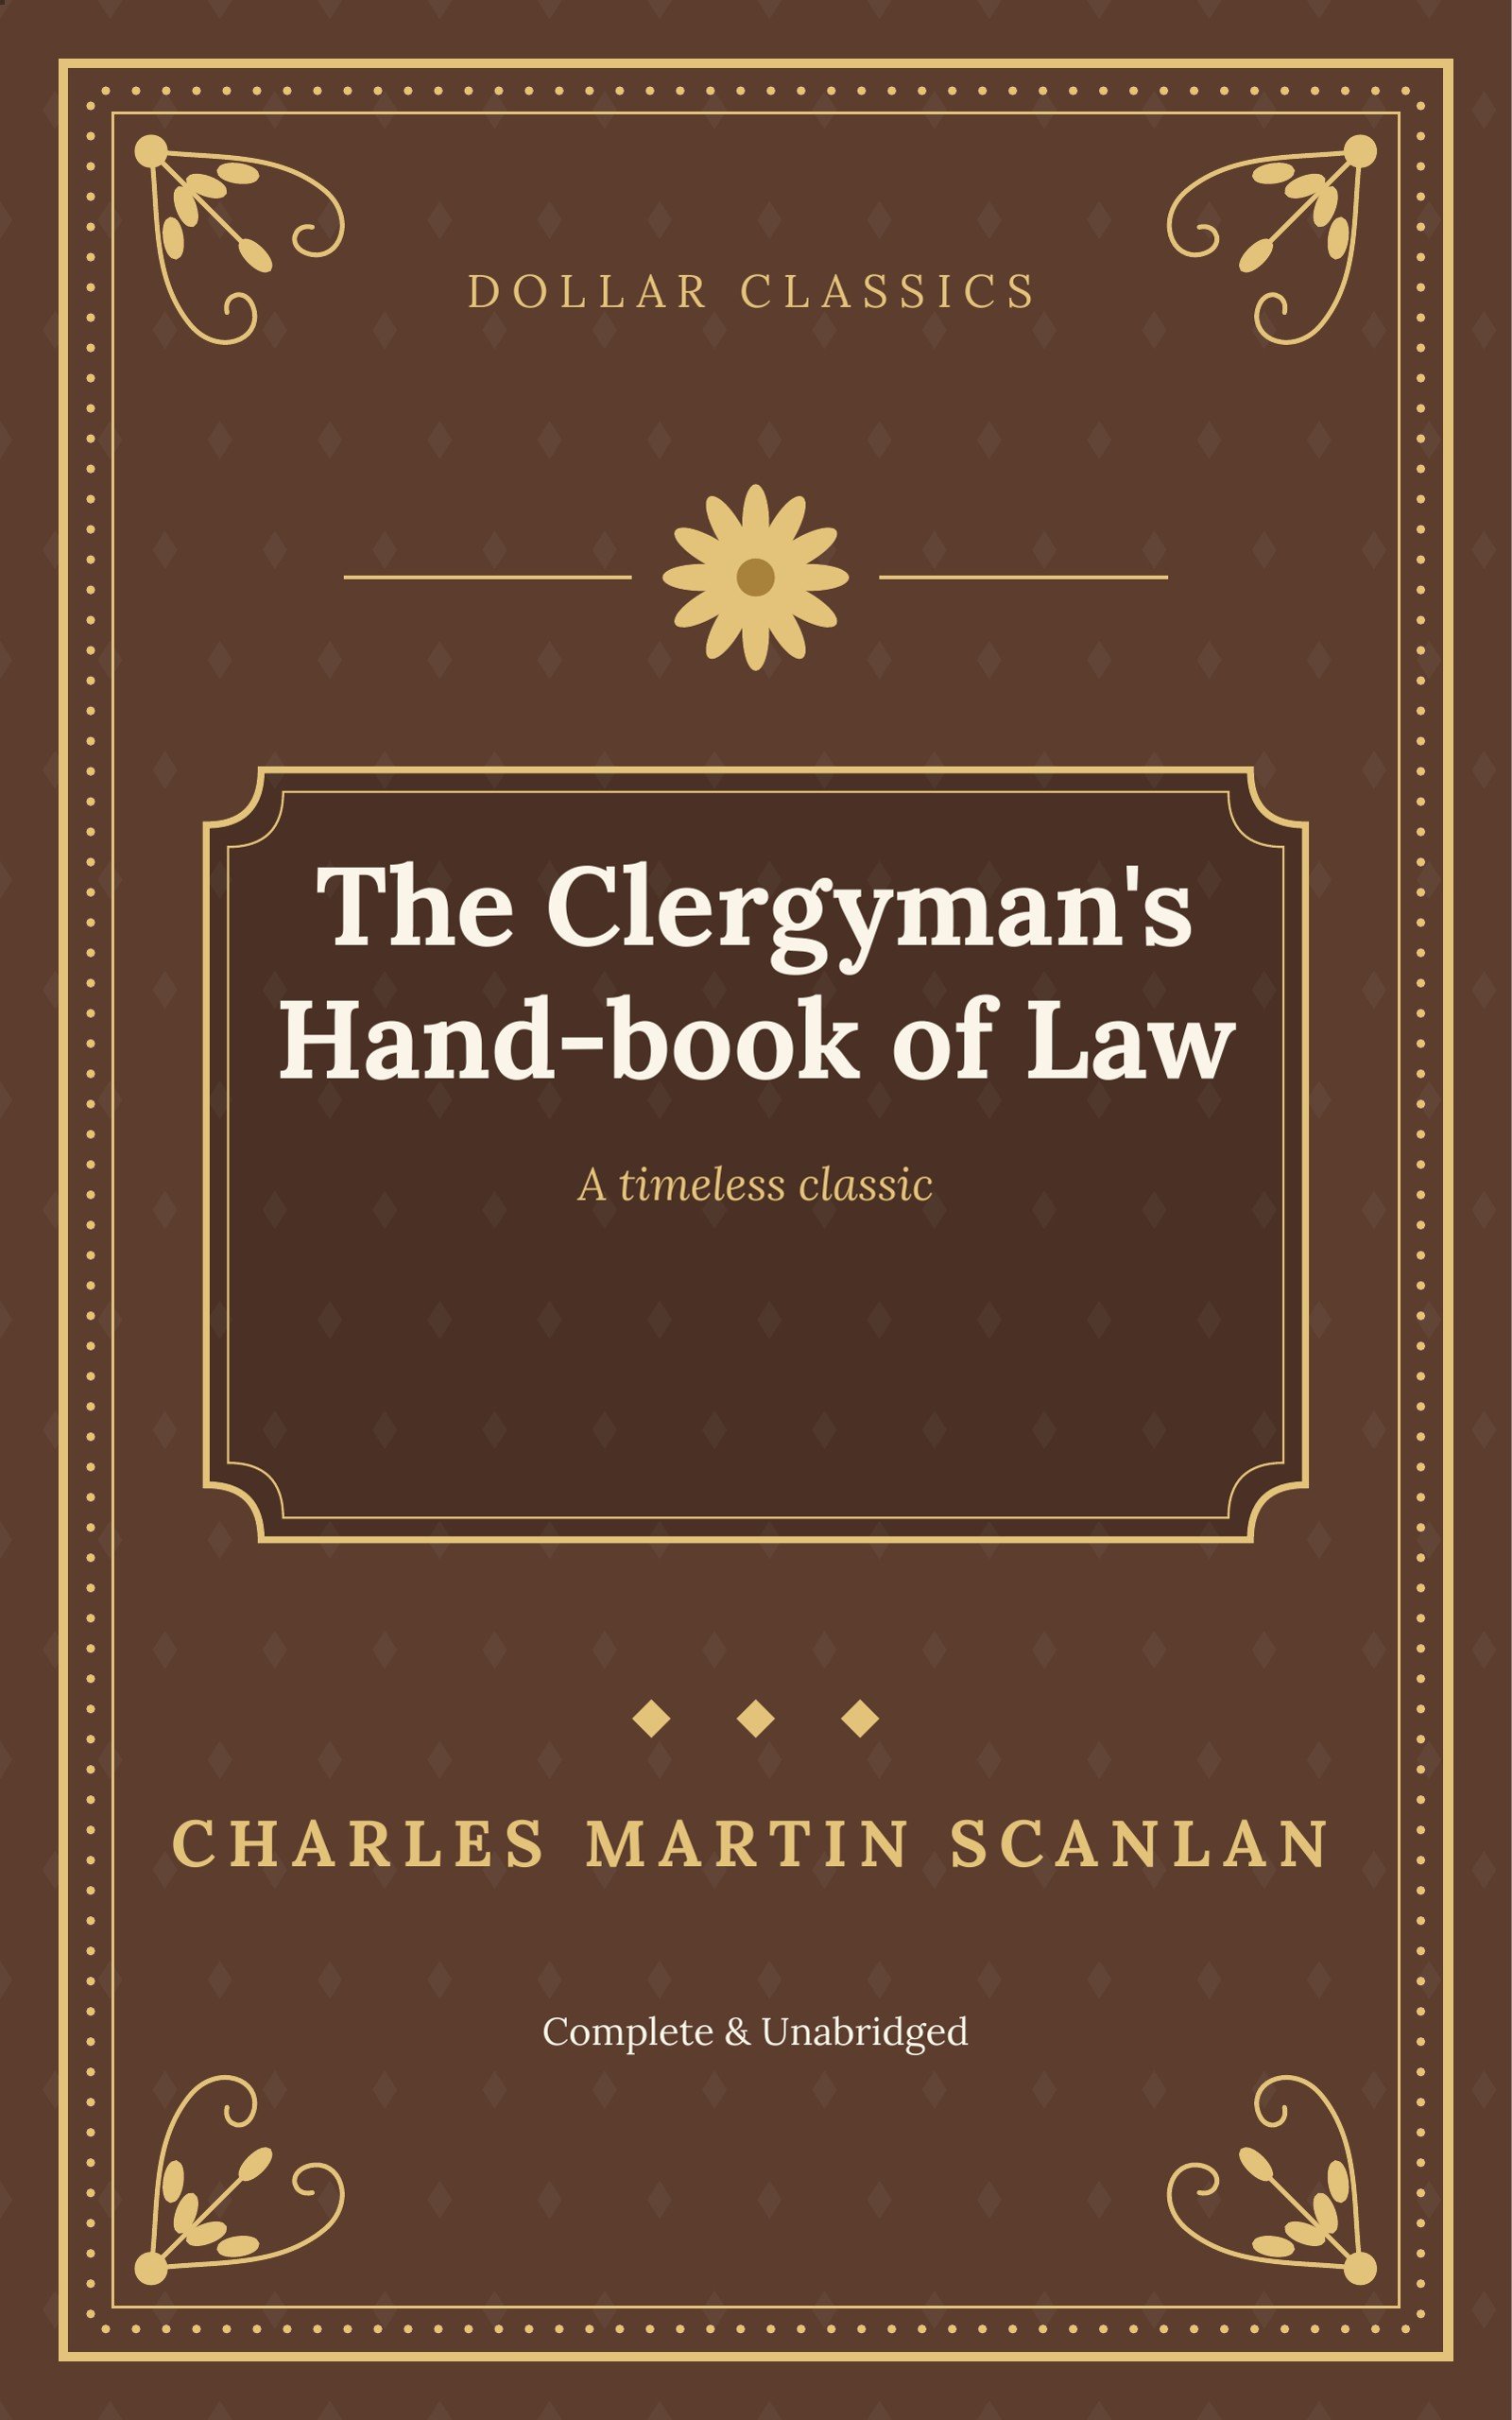 DOLLAR CLASSICS
The Clergyman's
Hand-book of Law
A timeless classic
CHARLES MARTIN SCANLAN
Complete & Unabridged